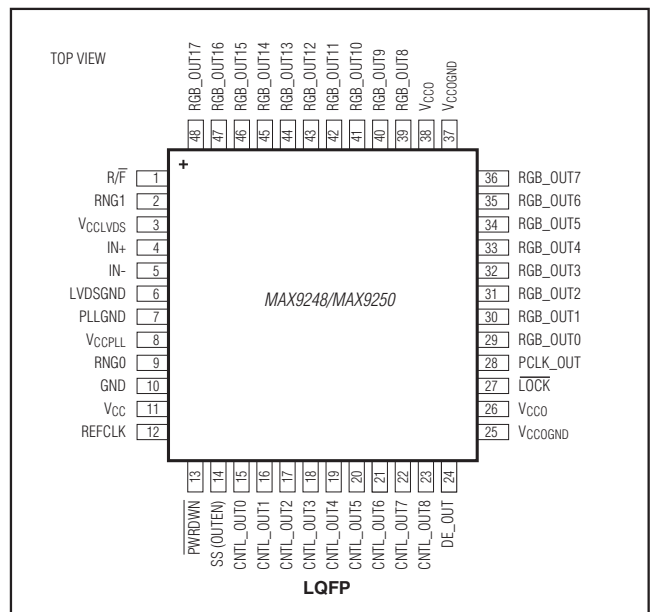 TOP VIEW
RGB_OUT17
RGB_OUT16
RGB_OUT15
RGB_OUT14
RGB_OUT13
RGB_OUT12
RGB_OUT11
RGB_OUT10
RGB_OUT9
RGB_OUT8
VCCO
VCCOGND
48 47 46 45 44 43 42 41 40 39 38 37
+
R/F̅ 1
RNG1 2
VCCLVDS 3
IN+ 4
IN- 5
LVDSGND 6
PLLGND 7
VCCPLL 8
RNG0 9
GND 10
VCC 11
REFCLK 12
MAX9248/MAX9250
36 RGB_OUT7
35 RGB_OUT6
34 RGB_OUT5
33 RGB_OUT4
32 RGB_OUT3
31 RGB_OUT2
30 RGB_OUT1
29 RGB_OUT0
28 PCLK_OUT
27 L̅O̅C̅K̅
26 VCCO
25 VCCOGND
13 14 15 16 17 18 19 20 21 22 23 24
P̅W̅R̅D̅W̅N̅
SS (OUTEN)
CNTL_OUT0
CNTL_OUT1
CNTL_OUT2
CNTL_OUT3
CNTL_OUT4
CNTL_OUT5
CNTL_OUT6
CNTL_OUT7
CNTL_OUT8
DE_OUT
LQFP